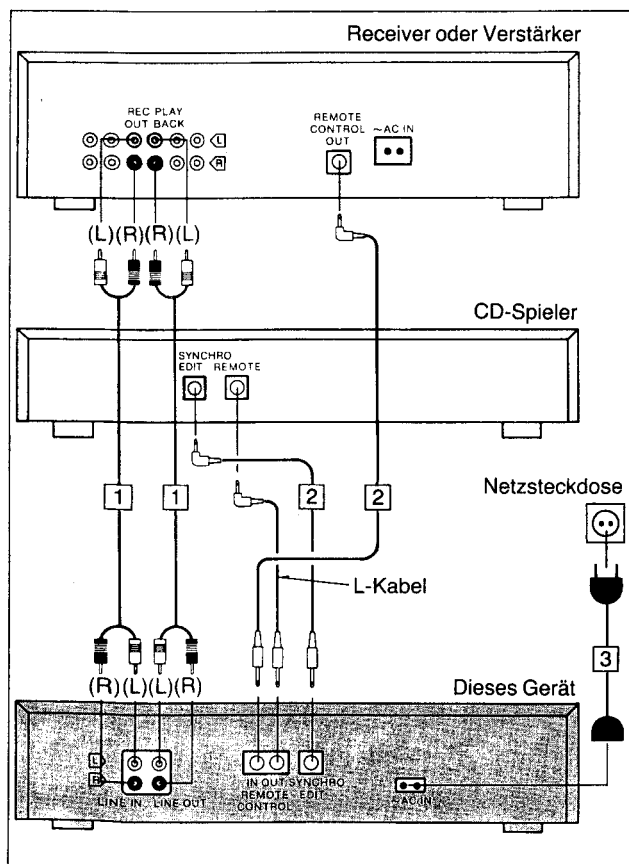 Receiver oder Verstärker
REC PLAY
OUT BACK
L
R
REMOTE
CONTROL
OUT
~AC IN
(L)(R)(R)(L)
CD-Spieler
SYNCHRO
EDIT REMOTE
1
1
2
2
Netzsteckdose
L-Kabel
3
(R)(L)(L)(R)
Dieses Gerät
L
R
LINE IN LINE OUT
IN OUT SYNCHRO
REMOTE EDIT
CONTROL
~AC IN